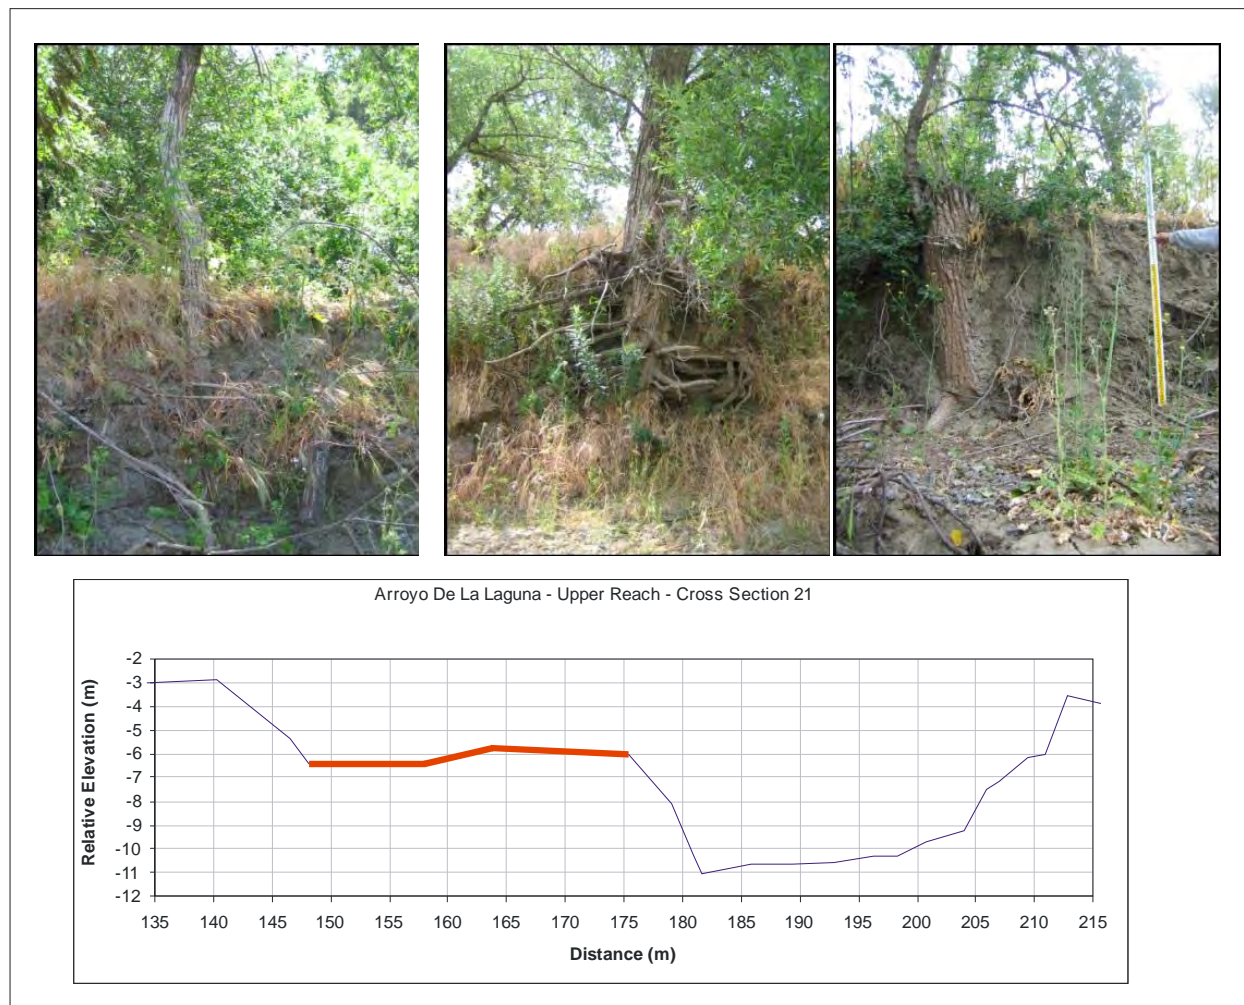 Arroyo De La Laguna - Upper Reach - Cross Section 21
-2
-3
-4
-5
-6
-7
-8
-9
-10
-11
-12
Relative Elevation (m)
135 140 145 150 155 160 165 170 175 180 185 190 195 200 205 210 215
Distance (m)